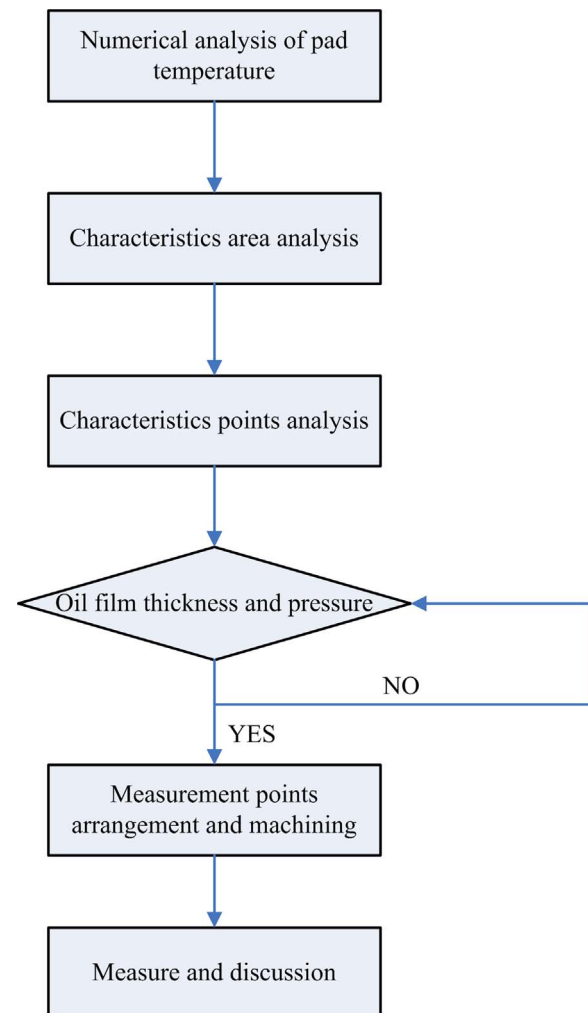 Numerical analysis of pad
temperature
Characteristics area analysis
Characteristics points analysis
Oil film thickness and pressure
NO
YES
Measurement points
arrangement and machining
Measure and discussion